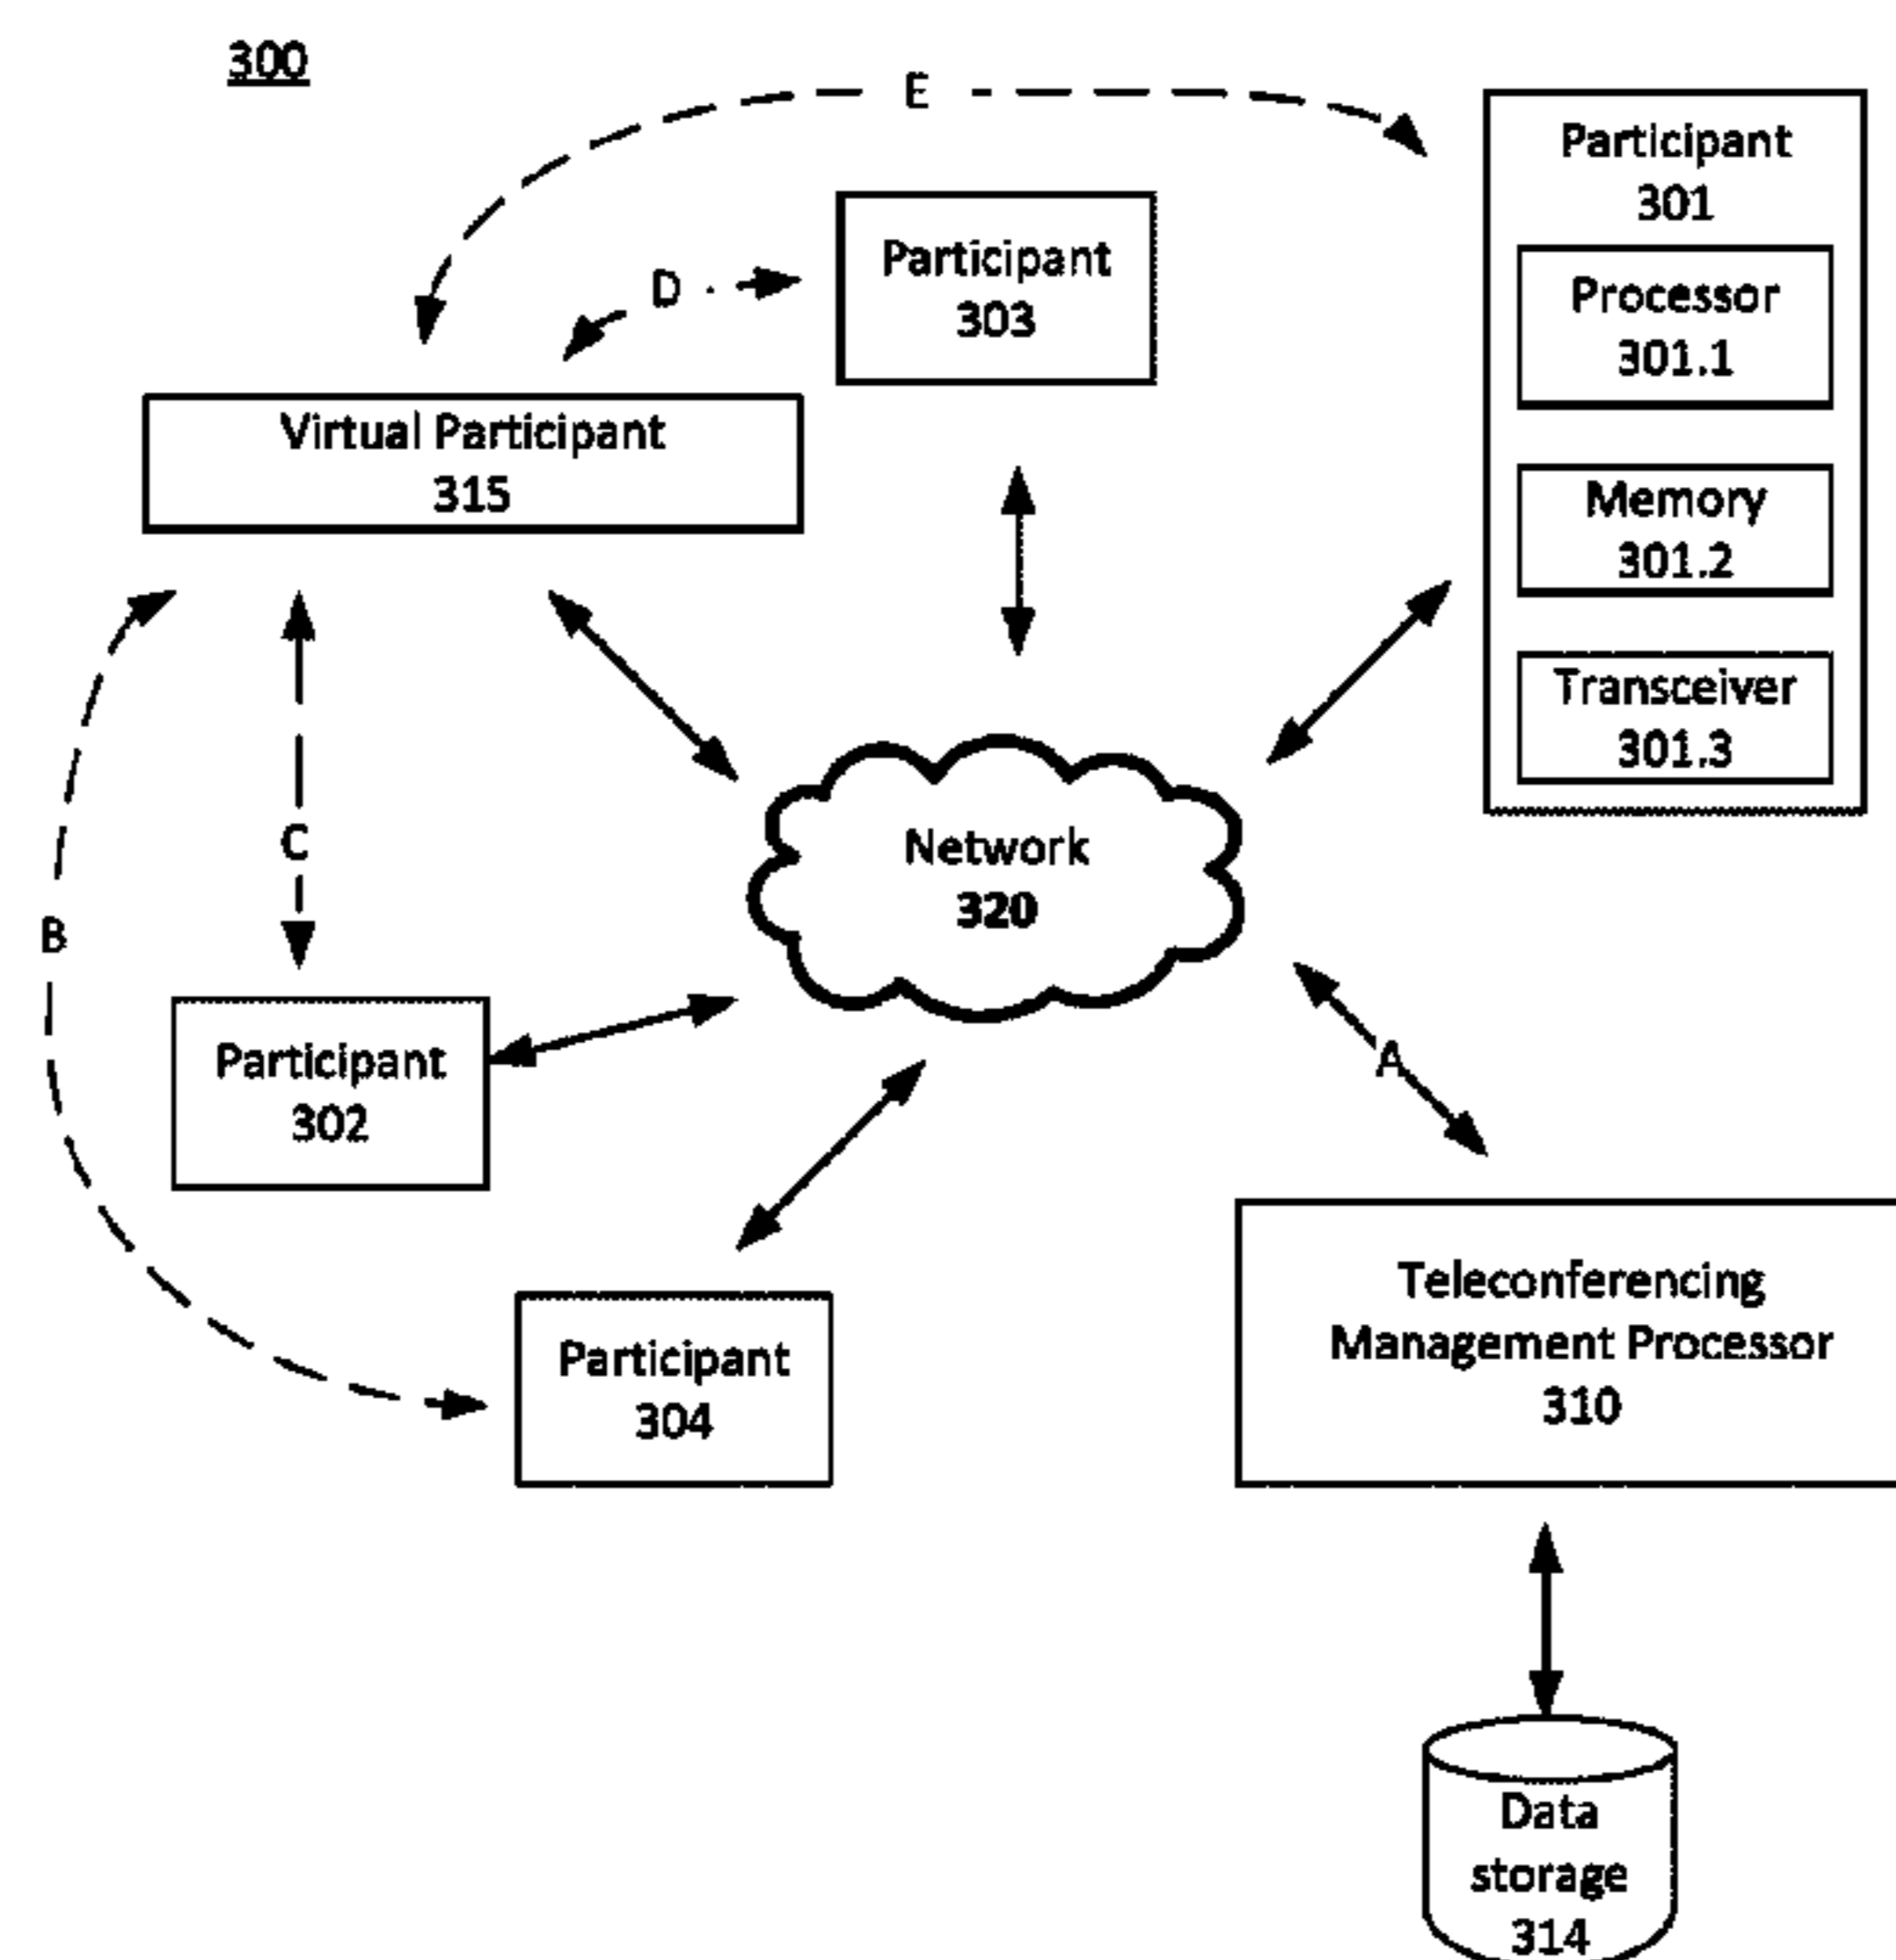 300
E
Participant
301
Processor
301.1
Memory
301.2
Transceiver
301.3
D
Participant
303
Virtual Participant
315
C
B
Network
320
Participant
302
A
Participant
304
Teleconferencing
Management Processor
310
Data
storage
314